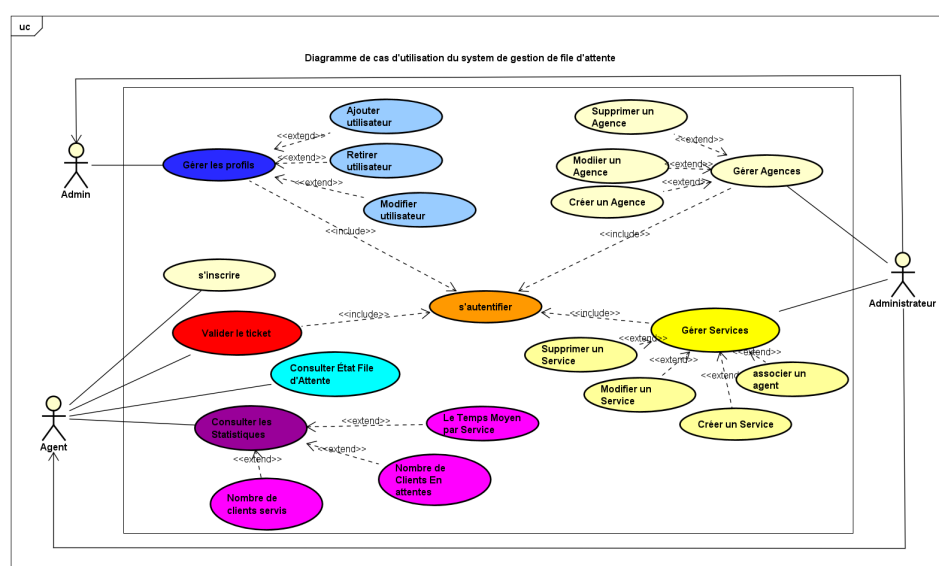 uc
Diagramme de cas d'utilisation du system de gestion de file d'attente
Ajouter
utilisateur
<<extend>>
Retirer
utilisateur
<<extend>>
Modifier
utilisateur
<<extend>>
Gérer les profils
Admin
Supprimer un
Agence
<<extend>>
Modiier un
Agence
<<extend>>
Créer un Agence
<<extend>>
Gérer Agences
<<include>>
<<include>>
s'inscrire
s'autentifier
Administrateur
Valider le ticket
<<include>>
<<include>>
Gérer Services
Supprimer un
Service
<<extend>>
<<extend>>
<<extend>>
<<extend>>
associer un
agent
Modifier un
Service
Créer un Service
Consulter État File
d'Attente
Agent
Consulter les
Statistiques
<<extend>>
Le Temps Moyen
par Service
<<extend>>
<<extend>>
Nombre de
Clients En
attentes
Nombre de
clients servis